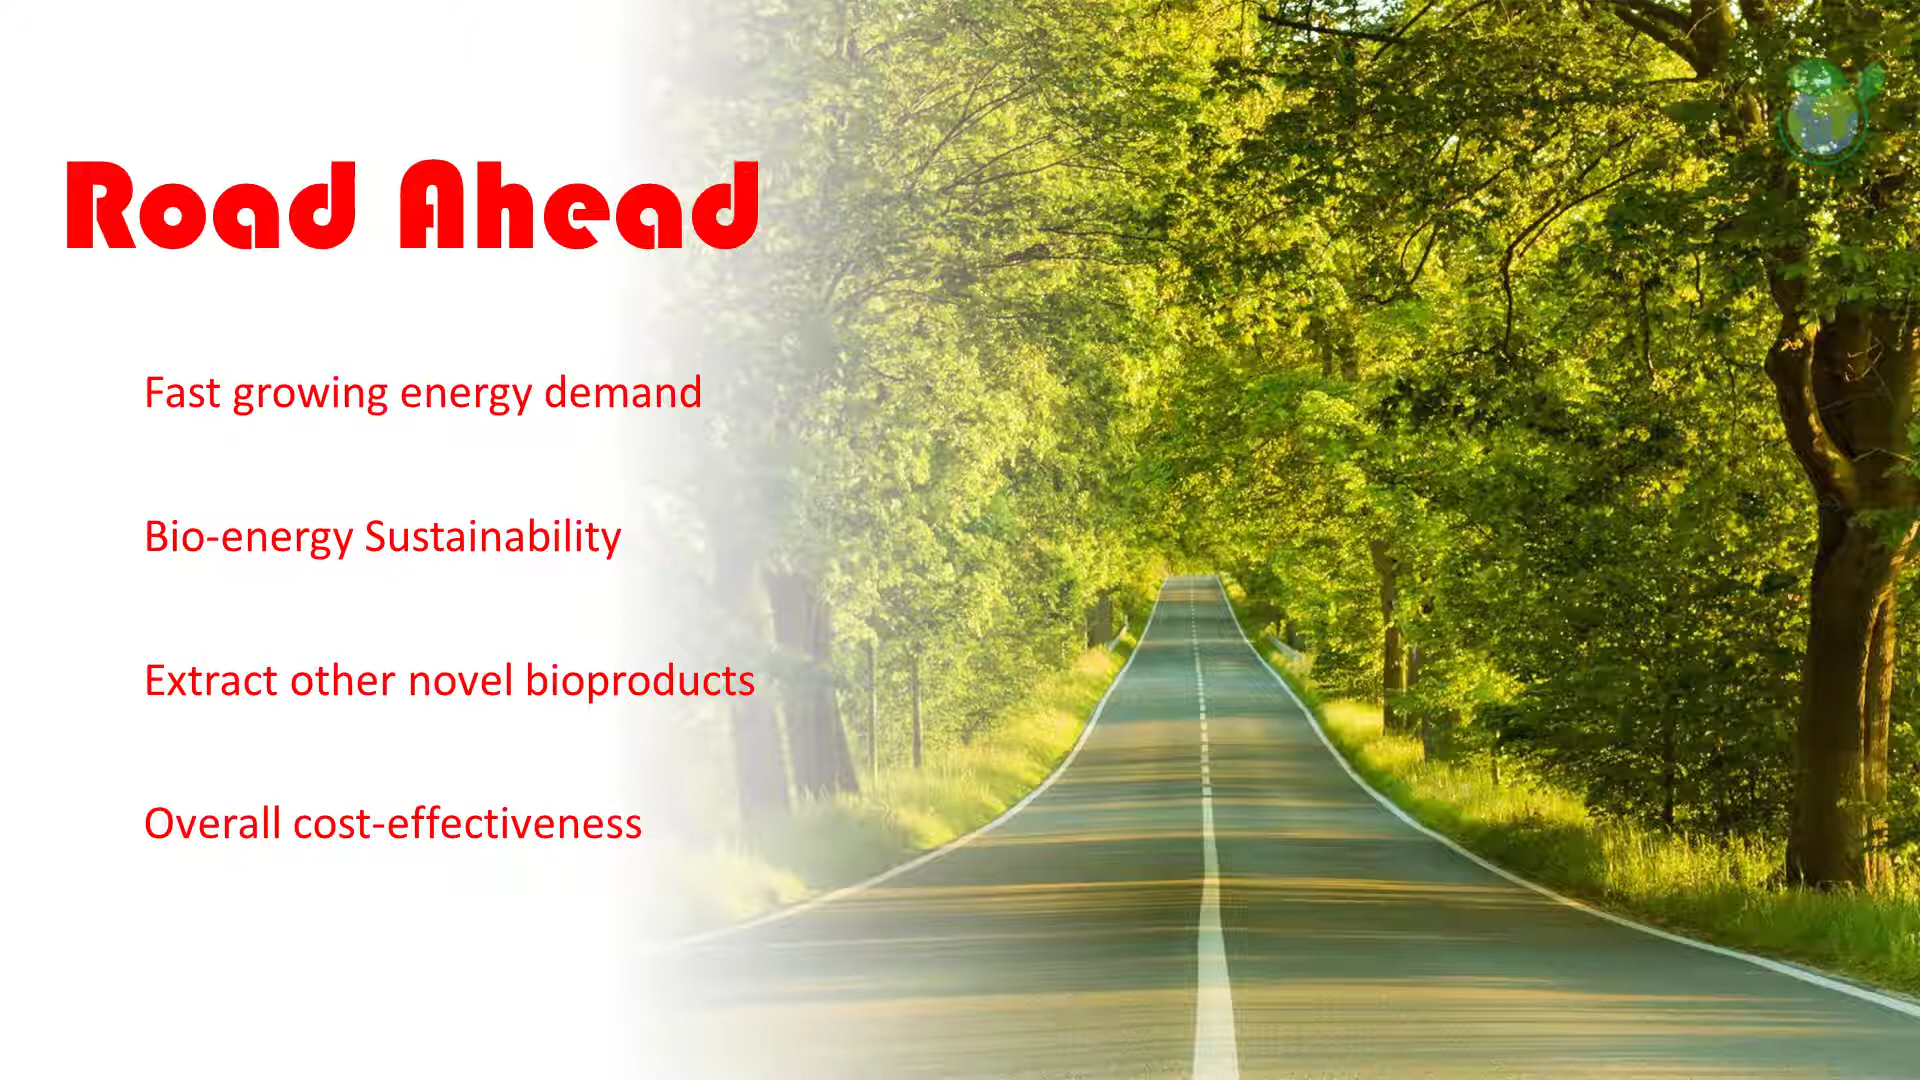 Road Ahead
Fast growing energy demand
Bio-energy Sustainability
Extract other novel bioproducts
Overall cost-effectiveness